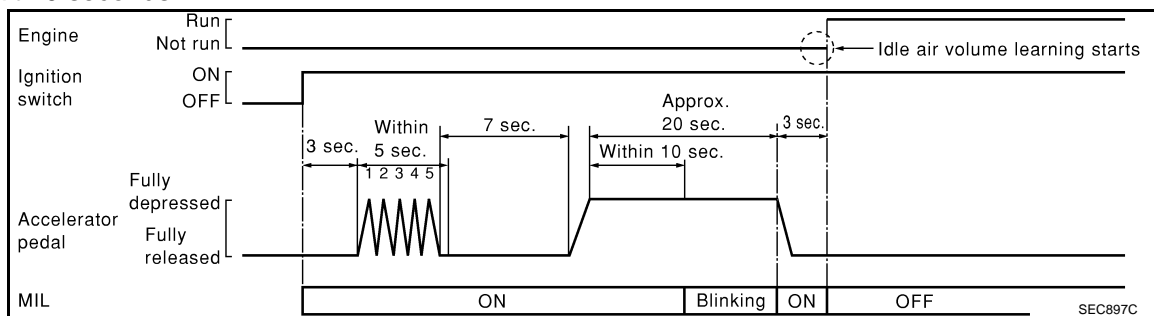 Engine
Run
Not run
Idle air volume learning starts
Ignition
switch
ON
OFF
3 sec.
Within
5 sec.
1 2 3 4 5
7 sec.
Approx.
20 sec.
Within 10 sec.
3 sec.
Accelerator
pedal
Fully
depressed
Fully
released
MIL
ON
Blinking
ON
OFF
SEC897C